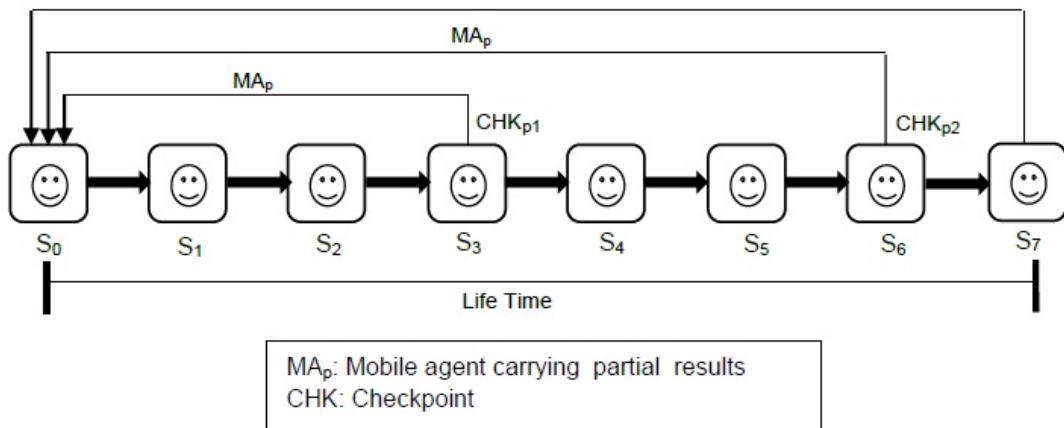 MAp
MAp
CHKp1
CHKp2
S0
S1
S2
S3
S4
S5
S6
S7
Life Time
MAp: Mobile agent carrying partial results
CHK: Checkpoint